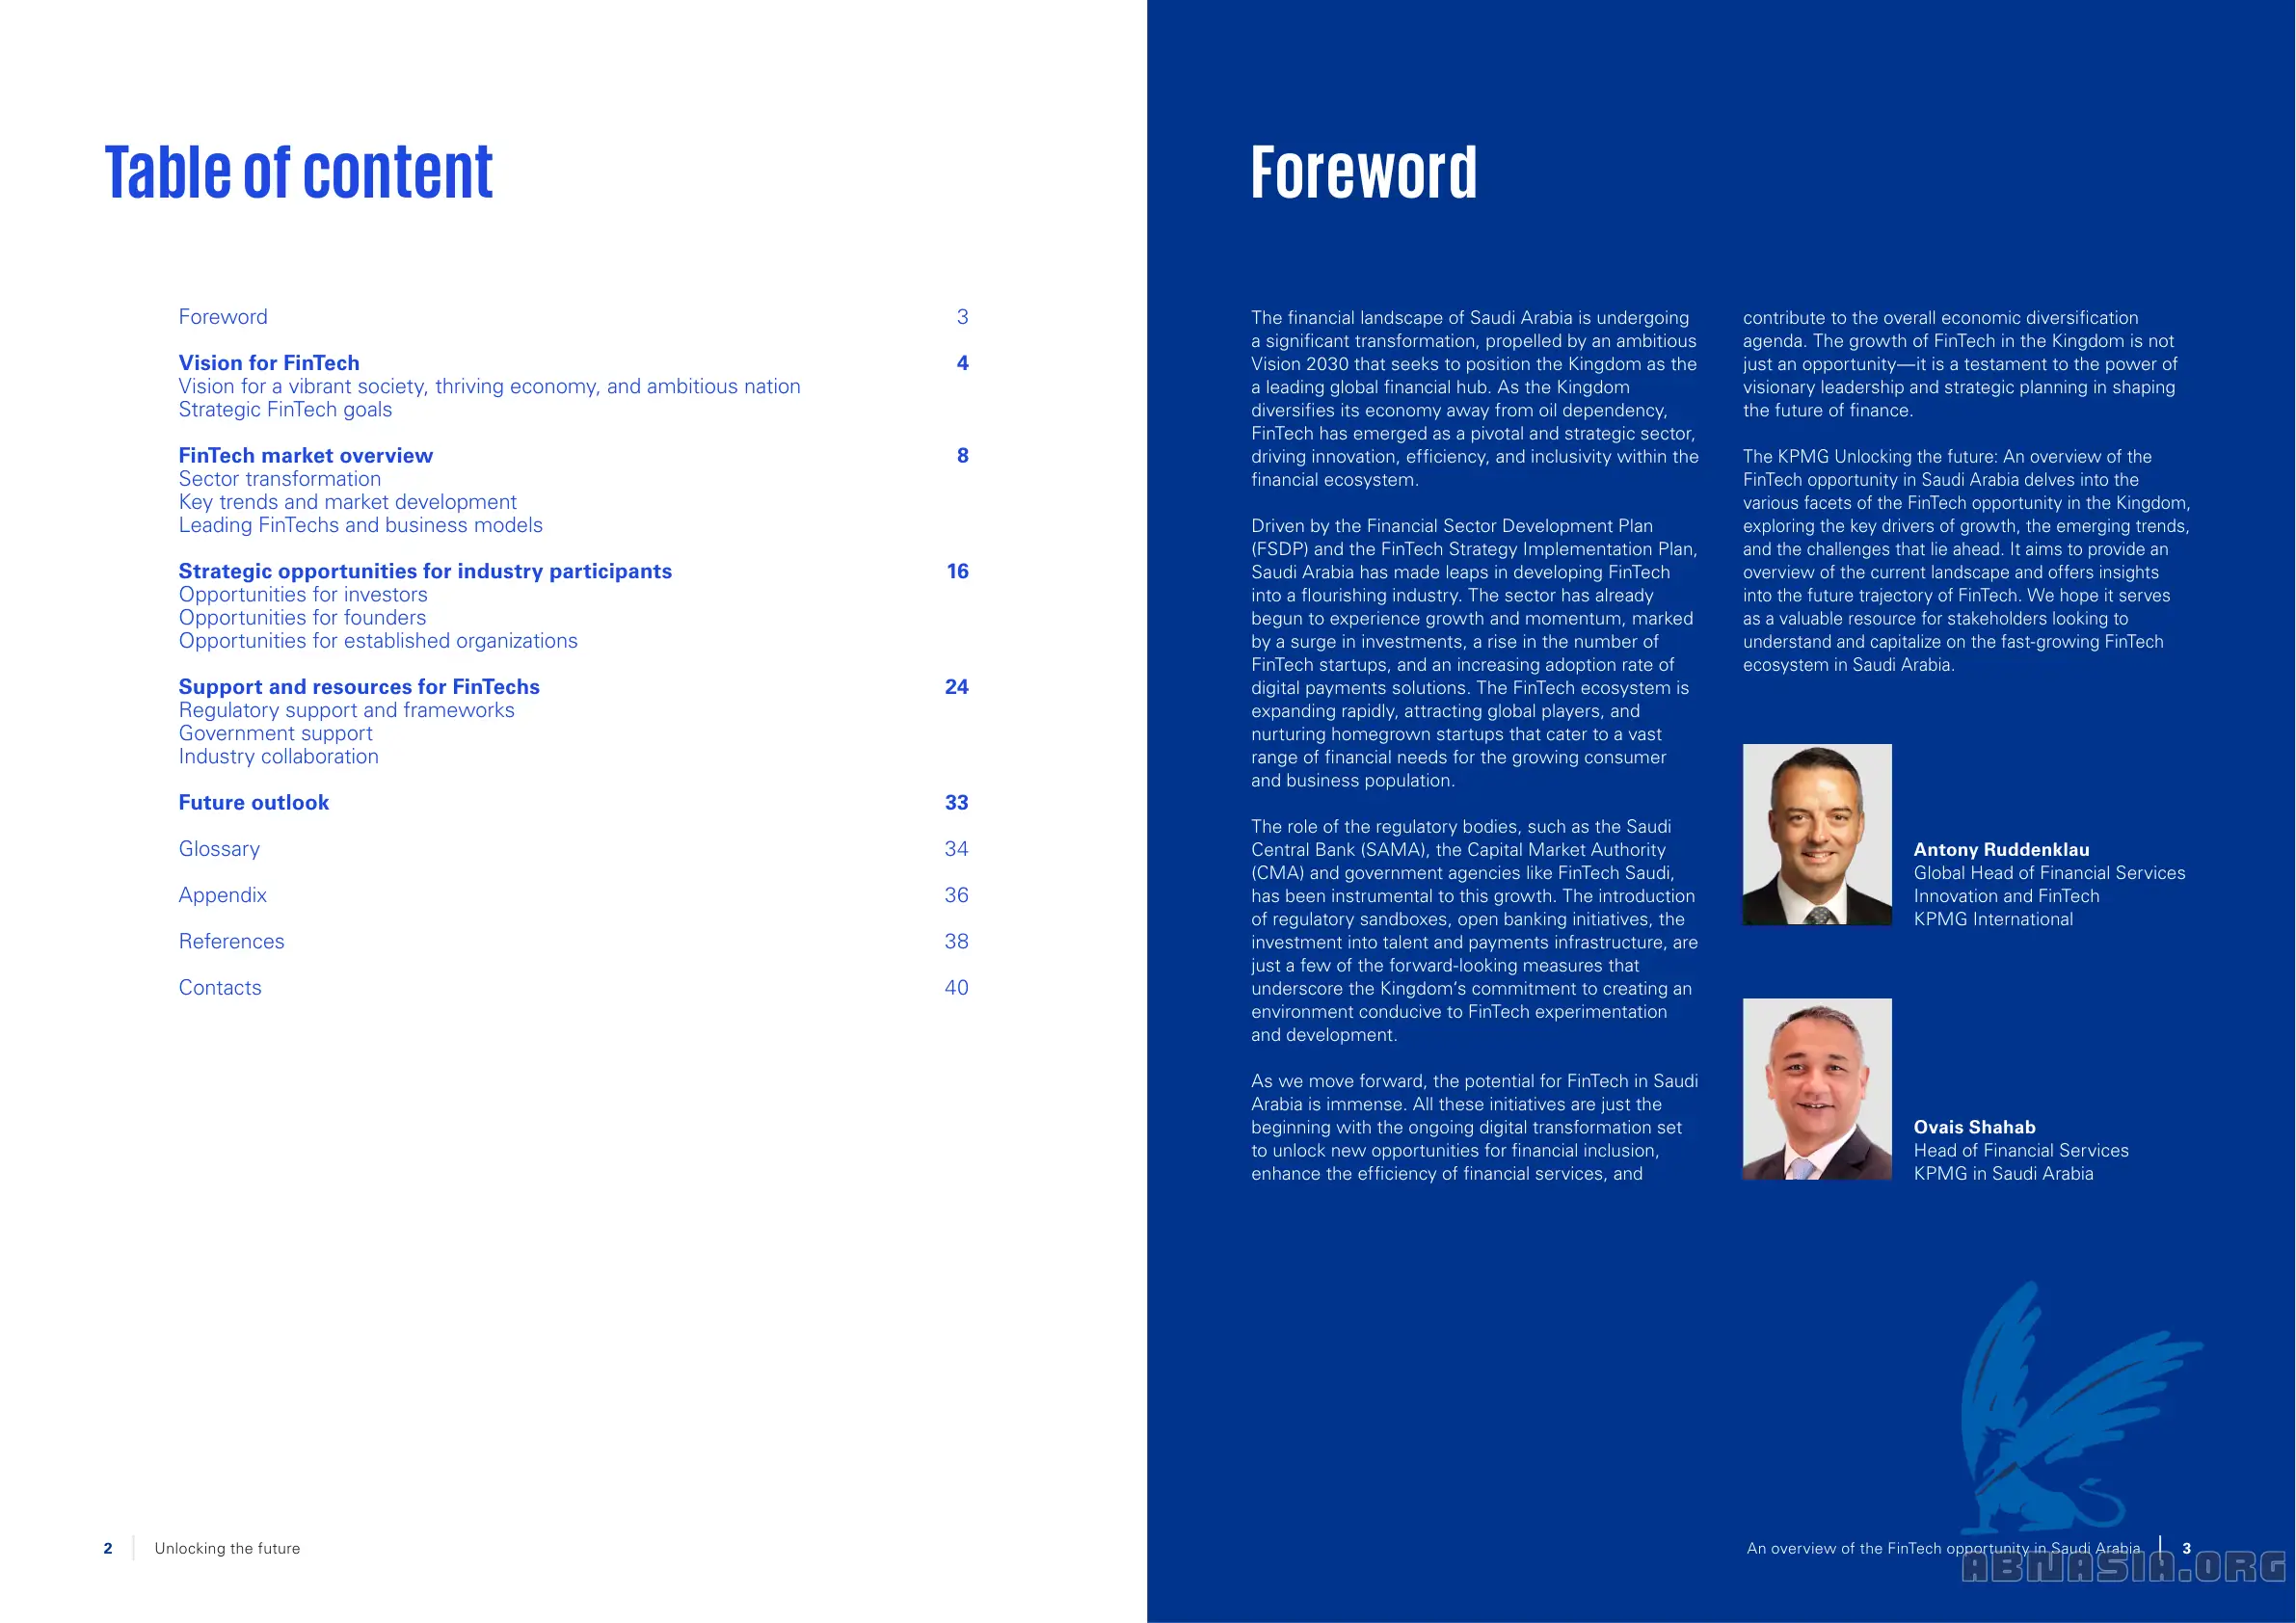 Table of content
Foreword 3
Vision for FinTech 4
Vision for a vibrant society, thriving economy, and ambitious nation
Strategic FinTech goals
FinTech market overview 8
Sector transformation
Key trends and market development
Leading FinTechs and business models
Strategic opportunities for industry participants 16
Opportunities for investors
Opportunities for founders
Opportunities for established organizations
Support and resources for FinTechs 24
Regulatory support and frameworks
Government support
Industry collaboration
Future outlook 33
Glossary 34
Appendix 36
References 38
Contacts 40
2 Unlocking the future
Foreword
The financial landscape of Saudi Arabia is undergoing
a significant transformation, propelled by an ambitious
Vision 2030 that seeks to position the Kingdom as the
a leading global financial hub. As the Kingdom
diversifies its economy away from oil dependency,
FinTech has emerged as a pivotal and strategic sector,
driving innovation, efficiency, and inclusivity within the
financial ecosystem.
Driven by the Financial Sector Development Plan
(FSDP) and the FinTech Strategy Implementation Plan,
Saudi Arabia has made leaps in developing FinTech
into a flourishing industry. The sector has already
begun to experience growth and momentum, marked
by a surge in investments, a rise in the number of
FinTech startups, and an increasing adoption rate of
digital payments solutions. The FinTech ecosystem is
expanding rapidly, attracting global players, and
nurturing homegrown startups that cater to a vast
range of financial needs for the growing consumer
and business population.
The role of the regulatory bodies, such as the Saudi
Central Bank (SAMA), the Capital Market Authority
(CMA) and government agencies like FinTech Saudi,
has been instrumental to this growth. The introduction
of regulatory sandboxes, open banking initiatives, the
investment into talent and payments infrastructure, are
just a few of the forward-looking measures that
underscore the Kingdom's commitment to creating an
environment conducive to FinTech experimentation
and development.
As we move forward, the potential for FinTech in Saudi
Arabia is immense. All these initiatives are just the
beginning with the ongoing digital transformation set
to unlock new opportunities for financial inclusion,
enhance the efficiency of financial services, and
contribute to the overall economic diversification
agenda. The growth of FinTech in the Kingdom is not
just an opportunity—it is a testament to the power of
visionary leadership and strategic planning in shaping
the future of finance.
The KPMG Unlocking the future: An overview of the
FinTech opportunity in Saudi Arabia delves into the
various facets of the FinTech opportunity in the Kingdom,
exploring the key drivers of growth, the emerging trends,
and the challenges that lie ahead. It aims to provide an
overview of the current landscape and offers insights
into the future trajectory of FinTech. We hope it serves
as a valuable resource for stakeholders looking to
understand and capitalize on the fast-growing FinTech
ecosystem in Saudi Arabia.
Antony Ruddenklau
Global Head of Financial Services
Innovation and FinTech
KPMG International
Ovais Shahab
Head of Financial Services
KPMG in Saudi Arabia
An overview of the FinTech opportunity in Saudi Arabia 3
ABNASIA.ORG